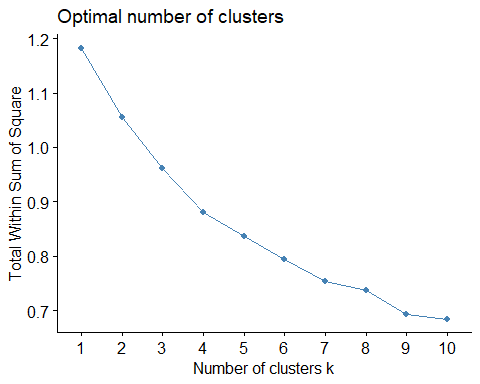 Optimal number of clusters
Total Within Sum of Square
1.2
1.1
1.0
0.9
0.8
0.7
1 2 3 4 5 6 7 8 9 10
Number of clusters k